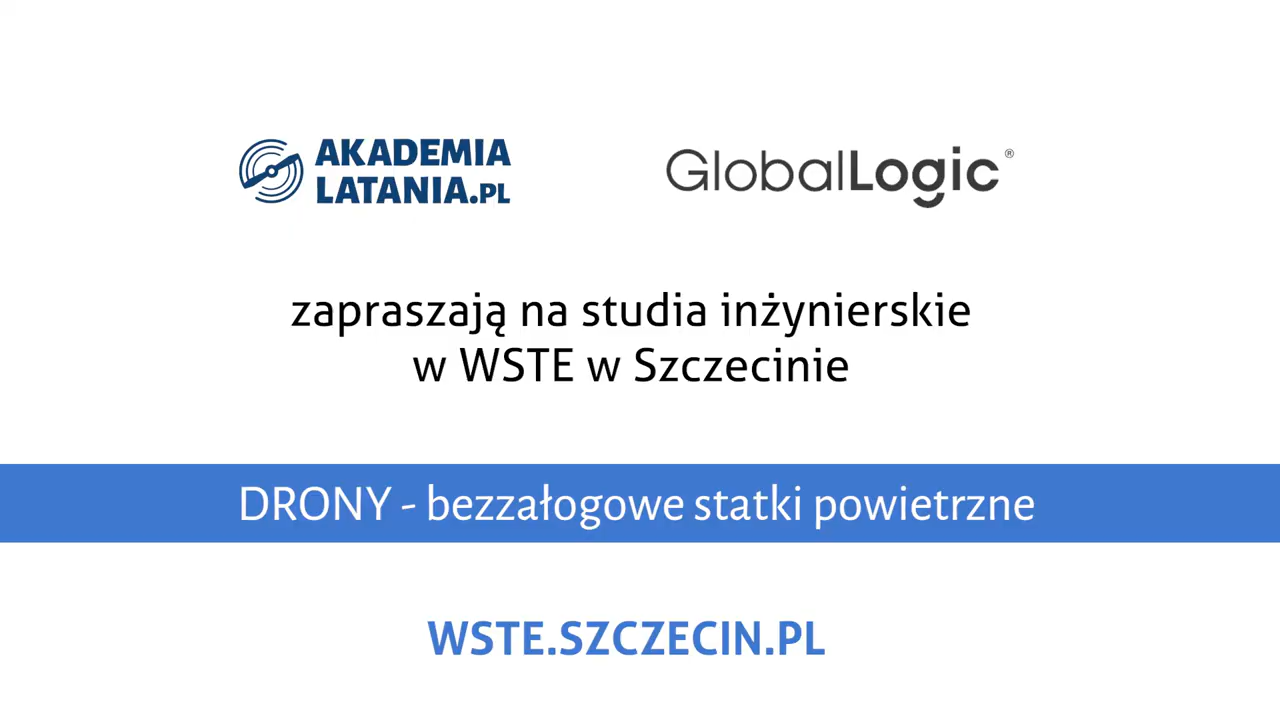 AKADEMIA
LATANIA.PL
GlobalLogic®
zapraszają na studia inżynierskie
w WSTE w Szczecinie
DRONY - bezzałogowe statki powietrzne
WSTE.SZCZECIN.PL